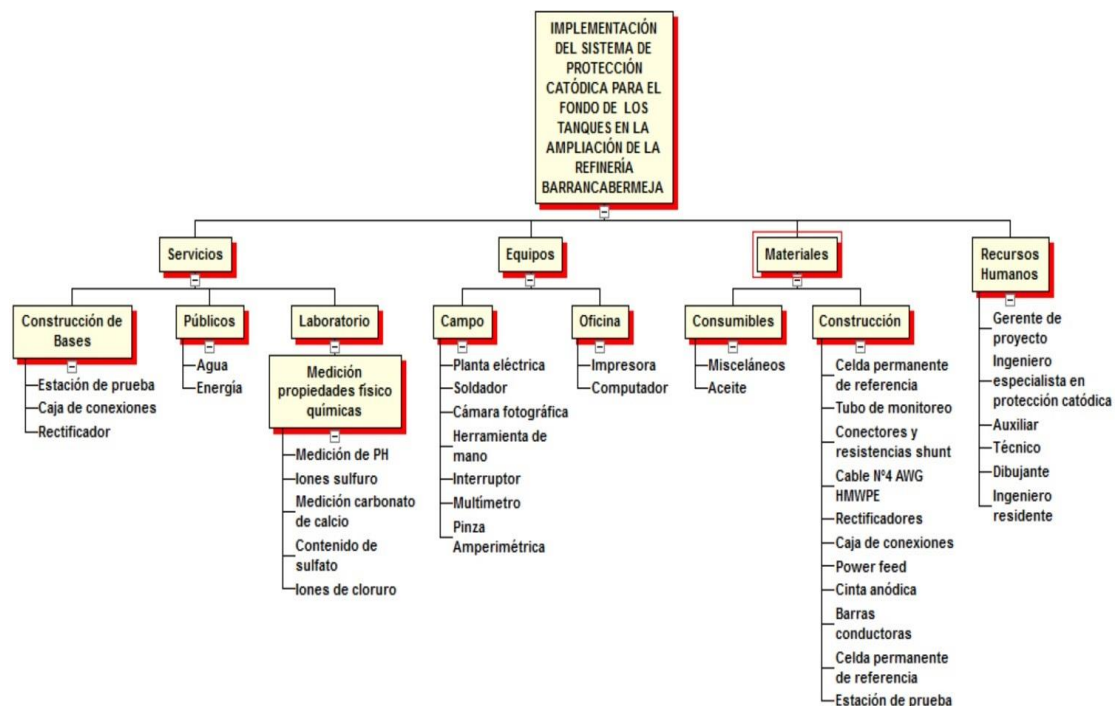 IMPLEMENTACIÓN
DEL SISTEMA DE
PROTECCIÓN
CATÓDICA PARA EL
FONDO DE LOS
TANQUES EN LA
AMPLIACIÓN DE LA
REFINERÍA
BARRANCABERMEJA
Servicios
Construcción de
Bases
Estación de prueba
Caja de conexiones
Rectificador
Públicos
Agua
Energía
Laboratorio
Medición
propiedades físico
químicas
Medición de PH
Iones sulfuro
Medición carbonato
de calcio
Contenido de
sulfato
Iones de cloruro
Equipos
Campo
Planta eléctrica
Soldador
Cámara fotográfica
Herramienta de
mano
Interruptor
Multímetro
Pinza
Amperimétrica
Oficina
Impresora
Computador
Materiales
Consumibles
Misceláneos
Aceite
Construcción
Celda permanente
de referencia
Tubo de monitoreo
Conectores y
resistencias shunt
Cable Nº4 AWG
HMWPE
Rectificadores
Caja de conexiones
Power feed
Cinta anódica
Barras
conductoras
Celda permanente
de referencia
Estación de prueba
Recursos
Humanos
Gerente de
proyecto
Ingeniero
especialista en
protección catódica
Auxiliar
Técnico
Dibujante
Ingeniero
residente